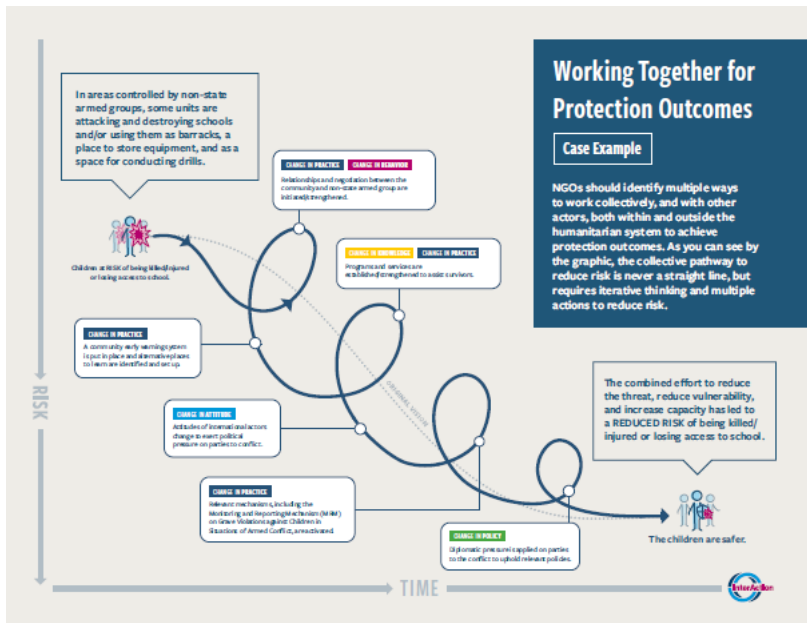 Working Together for
Protection Outcomes
Case Example
NGOs should identify multiple ways
to work collectively, and with other
actors, both within and outside the
humanitarian system to achieve
protection outcomes. As you can see by
the graphic, the collective pathway to
reduce risk is never a straight line, but
requires iterative thinking and multiple
actions to reduce risk.
In areas controlled by non-state
armed groups, some units are
attacking and destroying schools
and/or using them as barracks, a
place to store equipment, and as a
space for conducting drills.
Children at RISK of being killed/injured
or losing access to school.
CHANGE IN PRACTICE CHANGE IN BEHAVIOR
Relationships and negotiation between the
community and non-state armed group are
initiated/strengthened.
CHANGE IN KNOWLEDGE CHANGE IN PRACTICE
Programs and services are
established/strengthened to assist survivors.
CHANGE IN PRACTICE
A community early warning system
is put in place and alternative places
to learn are identified and set up.
CHANGE IN ATTITUDE
Attitudes of international actors
change to exert political
pressure on parties to conflict.
CHANGE IN PRACTICE
Relevant mechanisms, including the
Monitoring and Reporting Mechanism (MRM)
on Grave Violations against Children in
Situations of Armed Conflict, are activated.
CHANGE IN POLICY
Diplomatic pressure is applied on parties
to the conflict to uphold relevant policies.
ORIGINAL VISION
The combined effort to reduce
the threat, reduce vulnerability,
and increase capacity has led to
a REDUCED RISK of being killed/
injured or losing access to school.
The children are safer.
RISK
TIME
InterAction